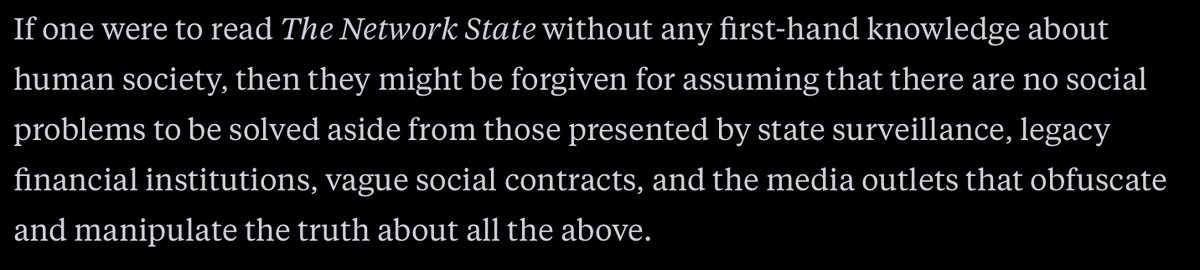 If one were to read The Network State without any first-hand knowledge about
human society, then they might be forgiven for assuming that there are no social
problems to be solved aside from those presented by state surveillance, legacy
financial institutions, vague social contracts, and the media outlets that obfuscate
and manipulate the truth about all the above.